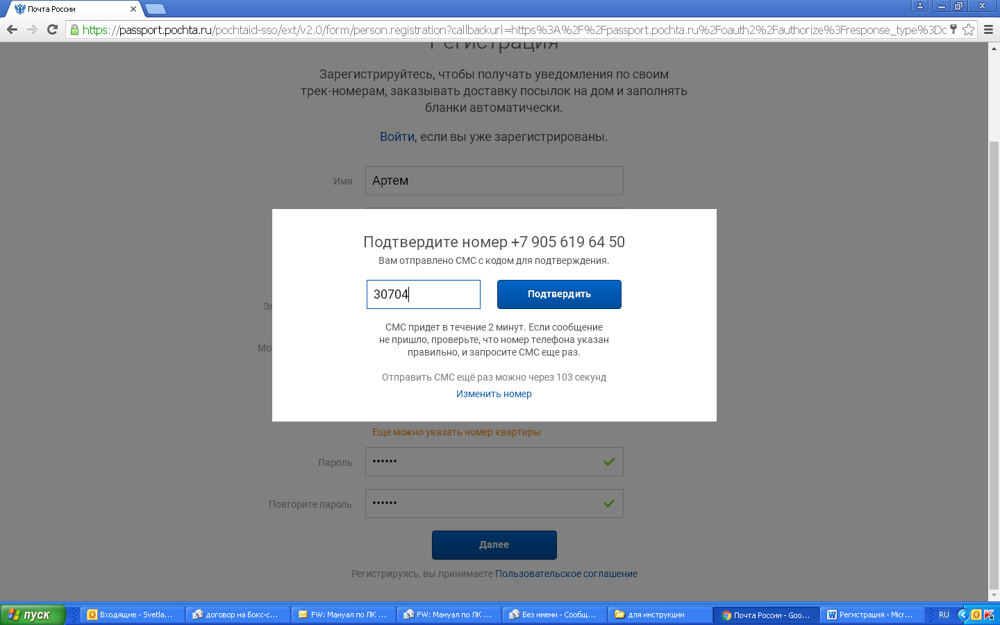 Почта России
https://passport.pochta.ru/pochtaid-sso/ext/v2.0/form/person.registration?callbackurl=https%3A%2F%2Fpassport.pochta.ru%2Foauth2%2Fauthorize%3Fresponse_type%3Dc
Регистрация
Зарегистрируйтесь, чтобы получать уведомления по своим
трек-номерам, заказывать доставку посылок на дом и заполнять
бланки автоматически.
Войти, если вы уже зарегистрированы.
Имя
Артем
Подтвердите номер +7 905 619 64 50
Вам отправлено СМС с кодом для подтверждения.
30704
Подтвердить
Эл
Мо
СМС придет в течение 2 минут. Если сообщение
не пришло, проверьте, что номер телефона указан
правильно, и запросите СМС еще раз.
Отправить СМС ещё раз можно через 103 секунд
Изменить номер
Еще можно указать номер квартиры
Пароль
••••••
Повторите пароль
••••••
Далее
Регистрируясь, вы принимаете Пользовательское соглашение
пуск
Входящие - Svetla...
договор на Бокс-с...
FW: Мануал по ЛК ...
FW: Мануал по ЛК ...
Без имени - Сообщ...
для инструкции
Почта России - Goo...
Регистрация - Micr...
RU